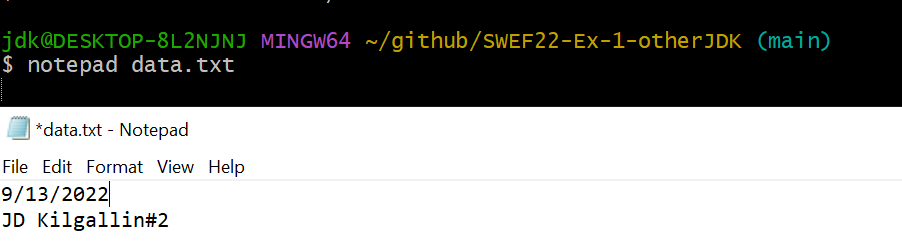 jdk@DESKTOP-8L2NJNJ MINGW64 ~/github/SWEF22-Ex-1-otherJDK (main)
$ notepad data.txt
*data.txt - Notepad
File Edit Format View Help
9/13/2022
JD Kilgallin#2